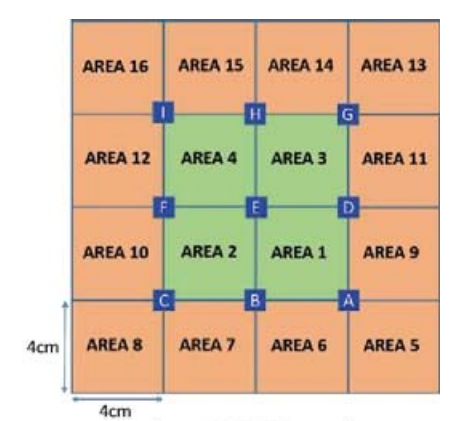 AREA 16 AREA 15 AREA 14 AREA 13
I H G
AREA 12 AREA 4 AREA 3 AREA 11
F E D
AREA 10 AREA 2 AREA 1 AREA 9
C B A
4cm AREA 8 AREA 7 AREA 6 AREA 5
4cm